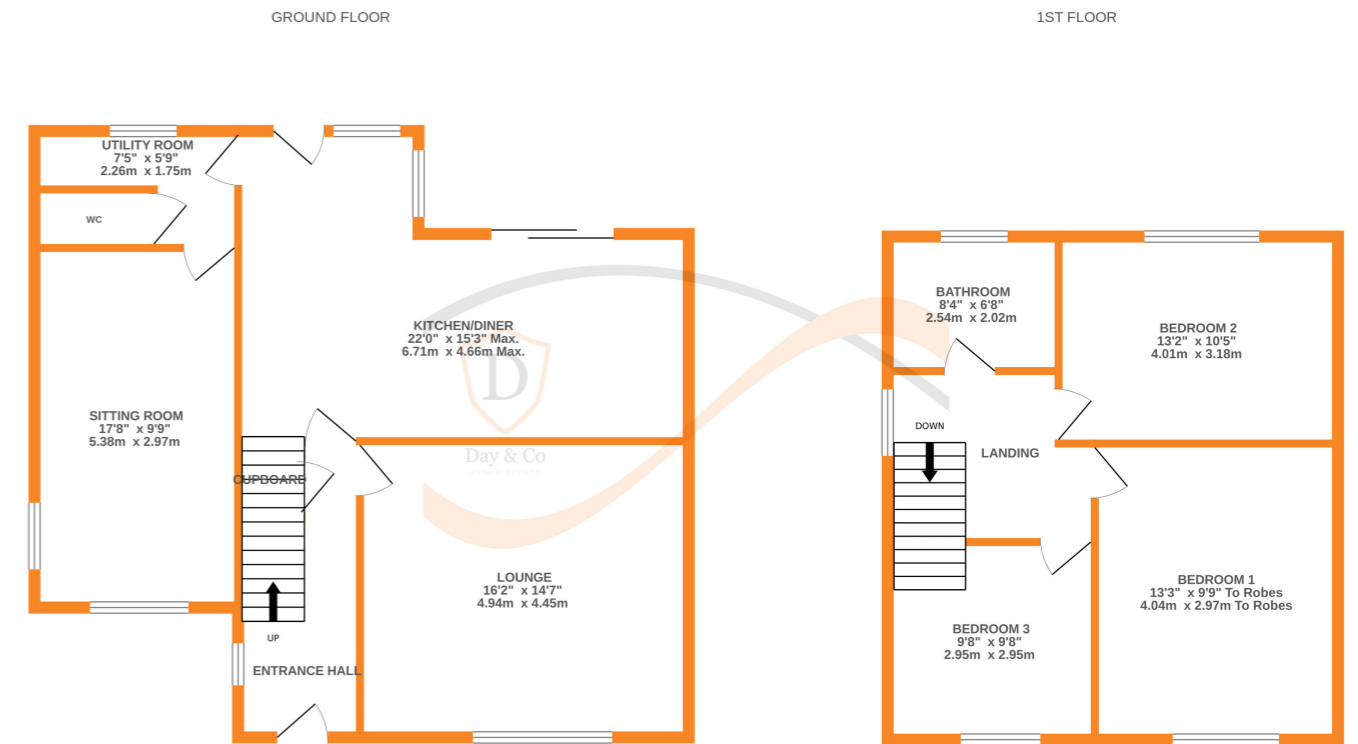 GROUND FLOOR
1ST FLOOR
UTILITY ROOM
7'5" x 5'9"
2.26m x 1.75m
WC
KITCHEN/DINER
22'0" x 15'3" Max.
6.71m x 4.66m Max.
D
Day & Co
ESTATE AGENTS
SITTING ROOM
17'8" x 9'9"
5.38m x 2.97m
CUPBOARD
LOUNGE
16'2" x 14'7"
4.94m x 4.45m
UP
ENTRANCE HALL
BATHROOM
8'4" x 6'8"
2.54m x 2.02m
BEDROOM 2
13'2" x 10'5"
4.01m x 3.18m
DOWN
LANDING
BEDROOM 1
13'3" x 9'9" To Robes
4.04m x 2.97m To Robes
BEDROOM 3
9'8" x 9'8"
2.95m x 2.95m